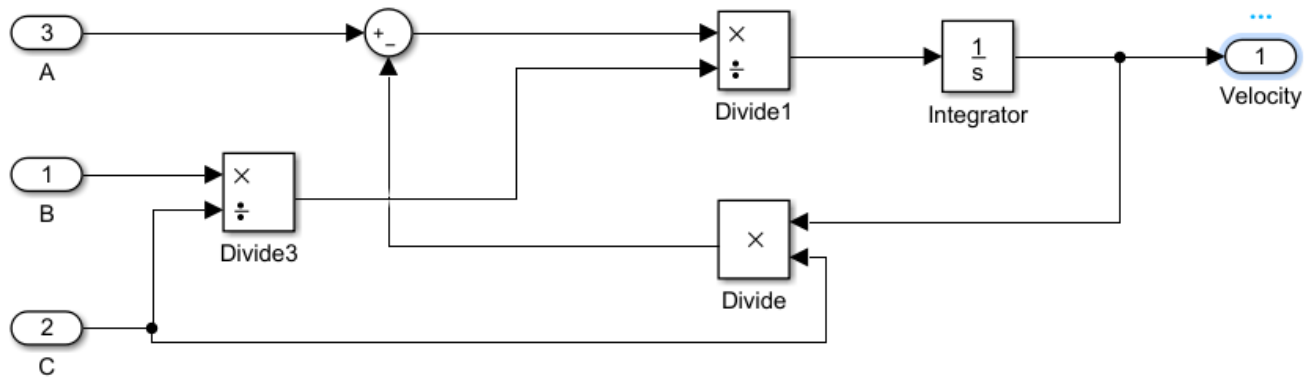 3
A
+
−
×
÷
Divide1
1
s
Integrator
...
1
Velocity
1
B
×
÷
Divide3
×
Divide
2
C